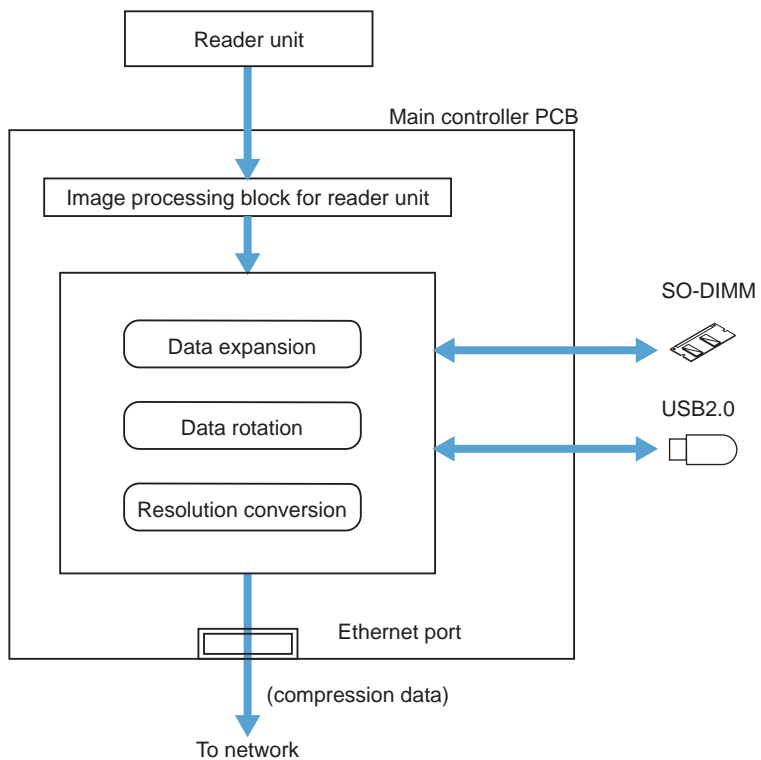 Reader unit
Main controller PCB
Image processing block for reader unit
SO-DIMM
Data expansion
USB2.0
Data rotation
Resolution conversion
Ethernet port
(compression data)
To network